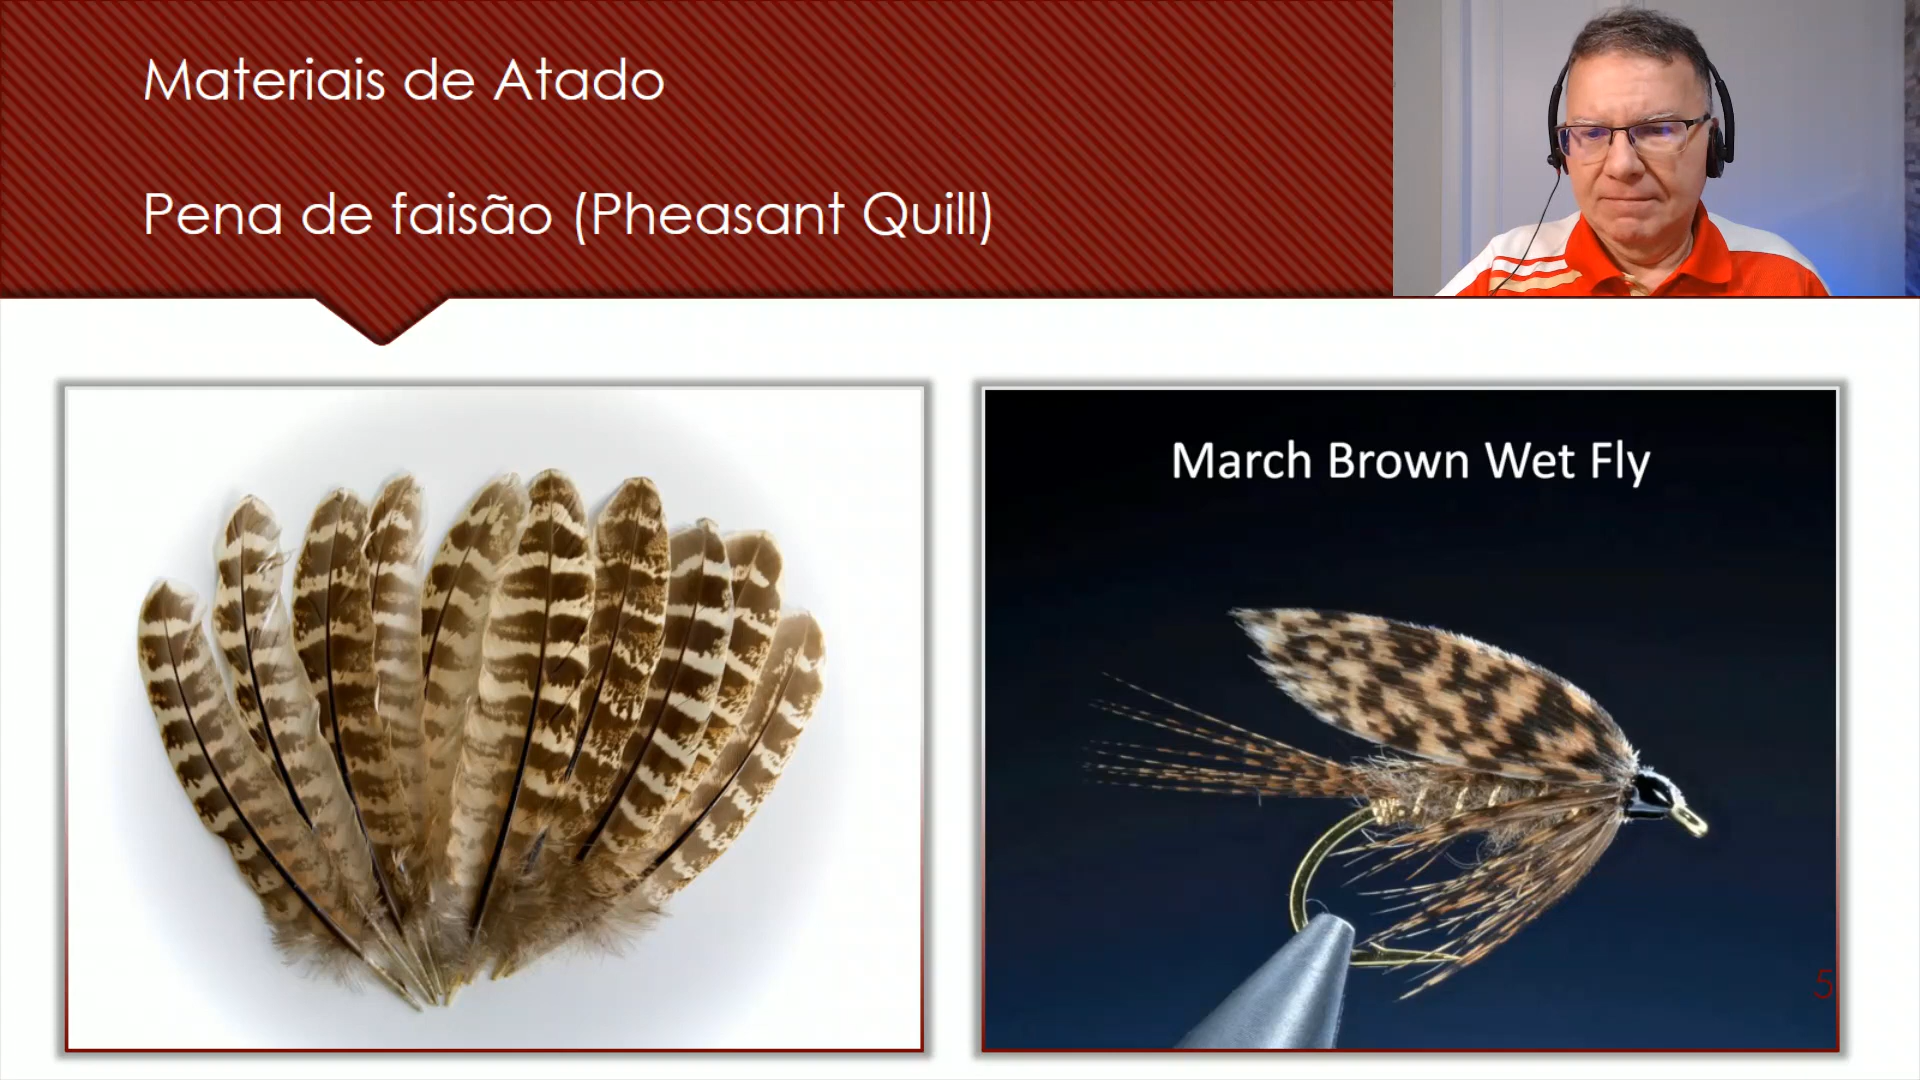 Materiais de Atado
Pena de faisão (Pheasant Quill)
March Brown Wet Fly
5